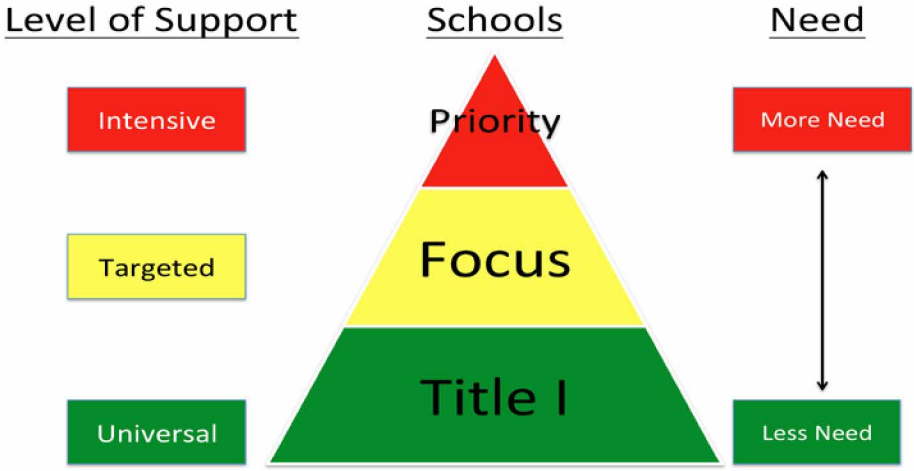 Level of Support
Schools
Need
Intensive
Priority
More Need
Targeted
Focus
Universal
Title I
Less Need